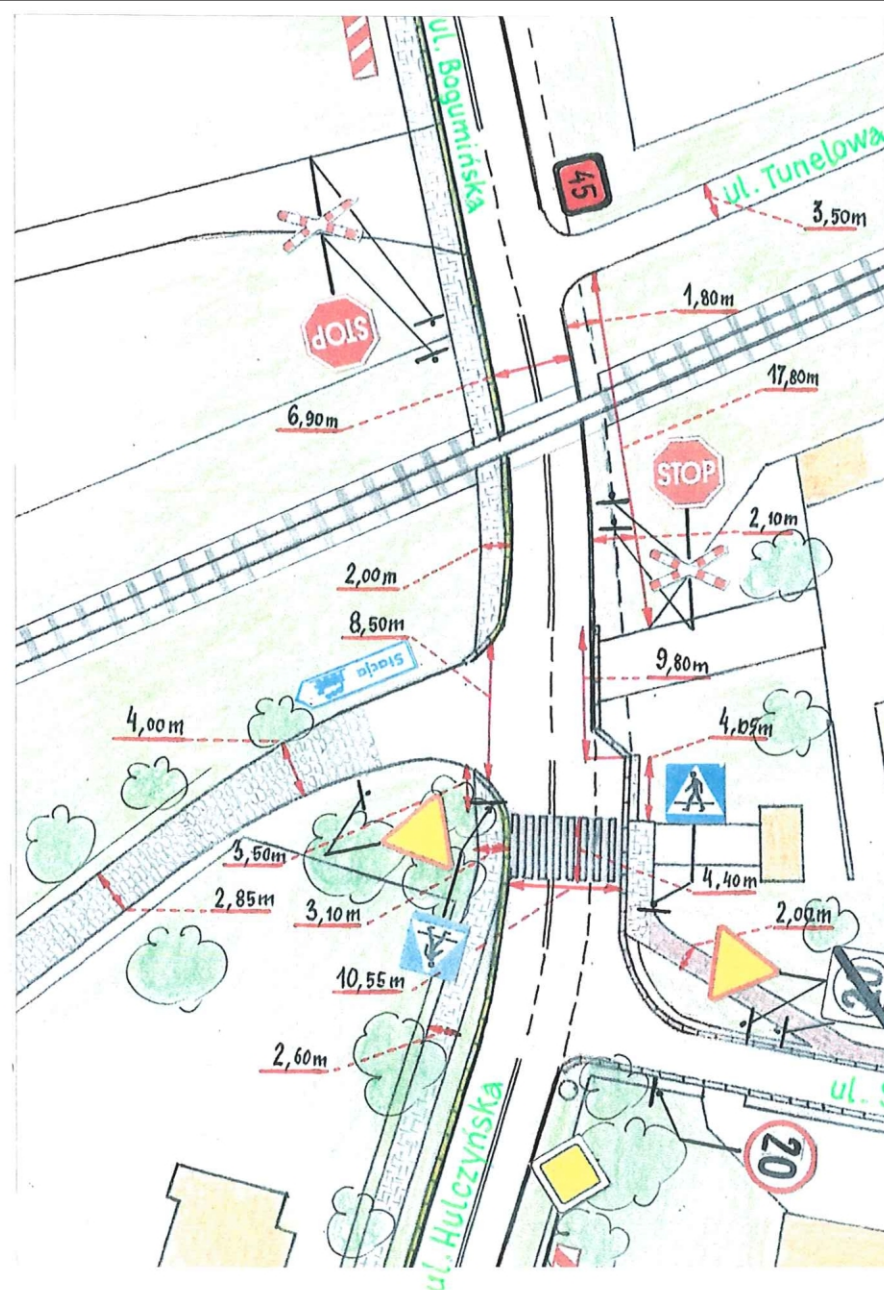 ul. Bogumińska
45
ul. Tunelowa
3,50m
1,80m
STOP
17,80m
6,90m
STOP
2,10m
2,00m
8,50m
9,80m
Stacja
4,00m
4,05m
3,50m
4,40m
2,85m
3,10m
2,00m
10,55m
20
2,60m
ul.
20
ul. Hulczyńska